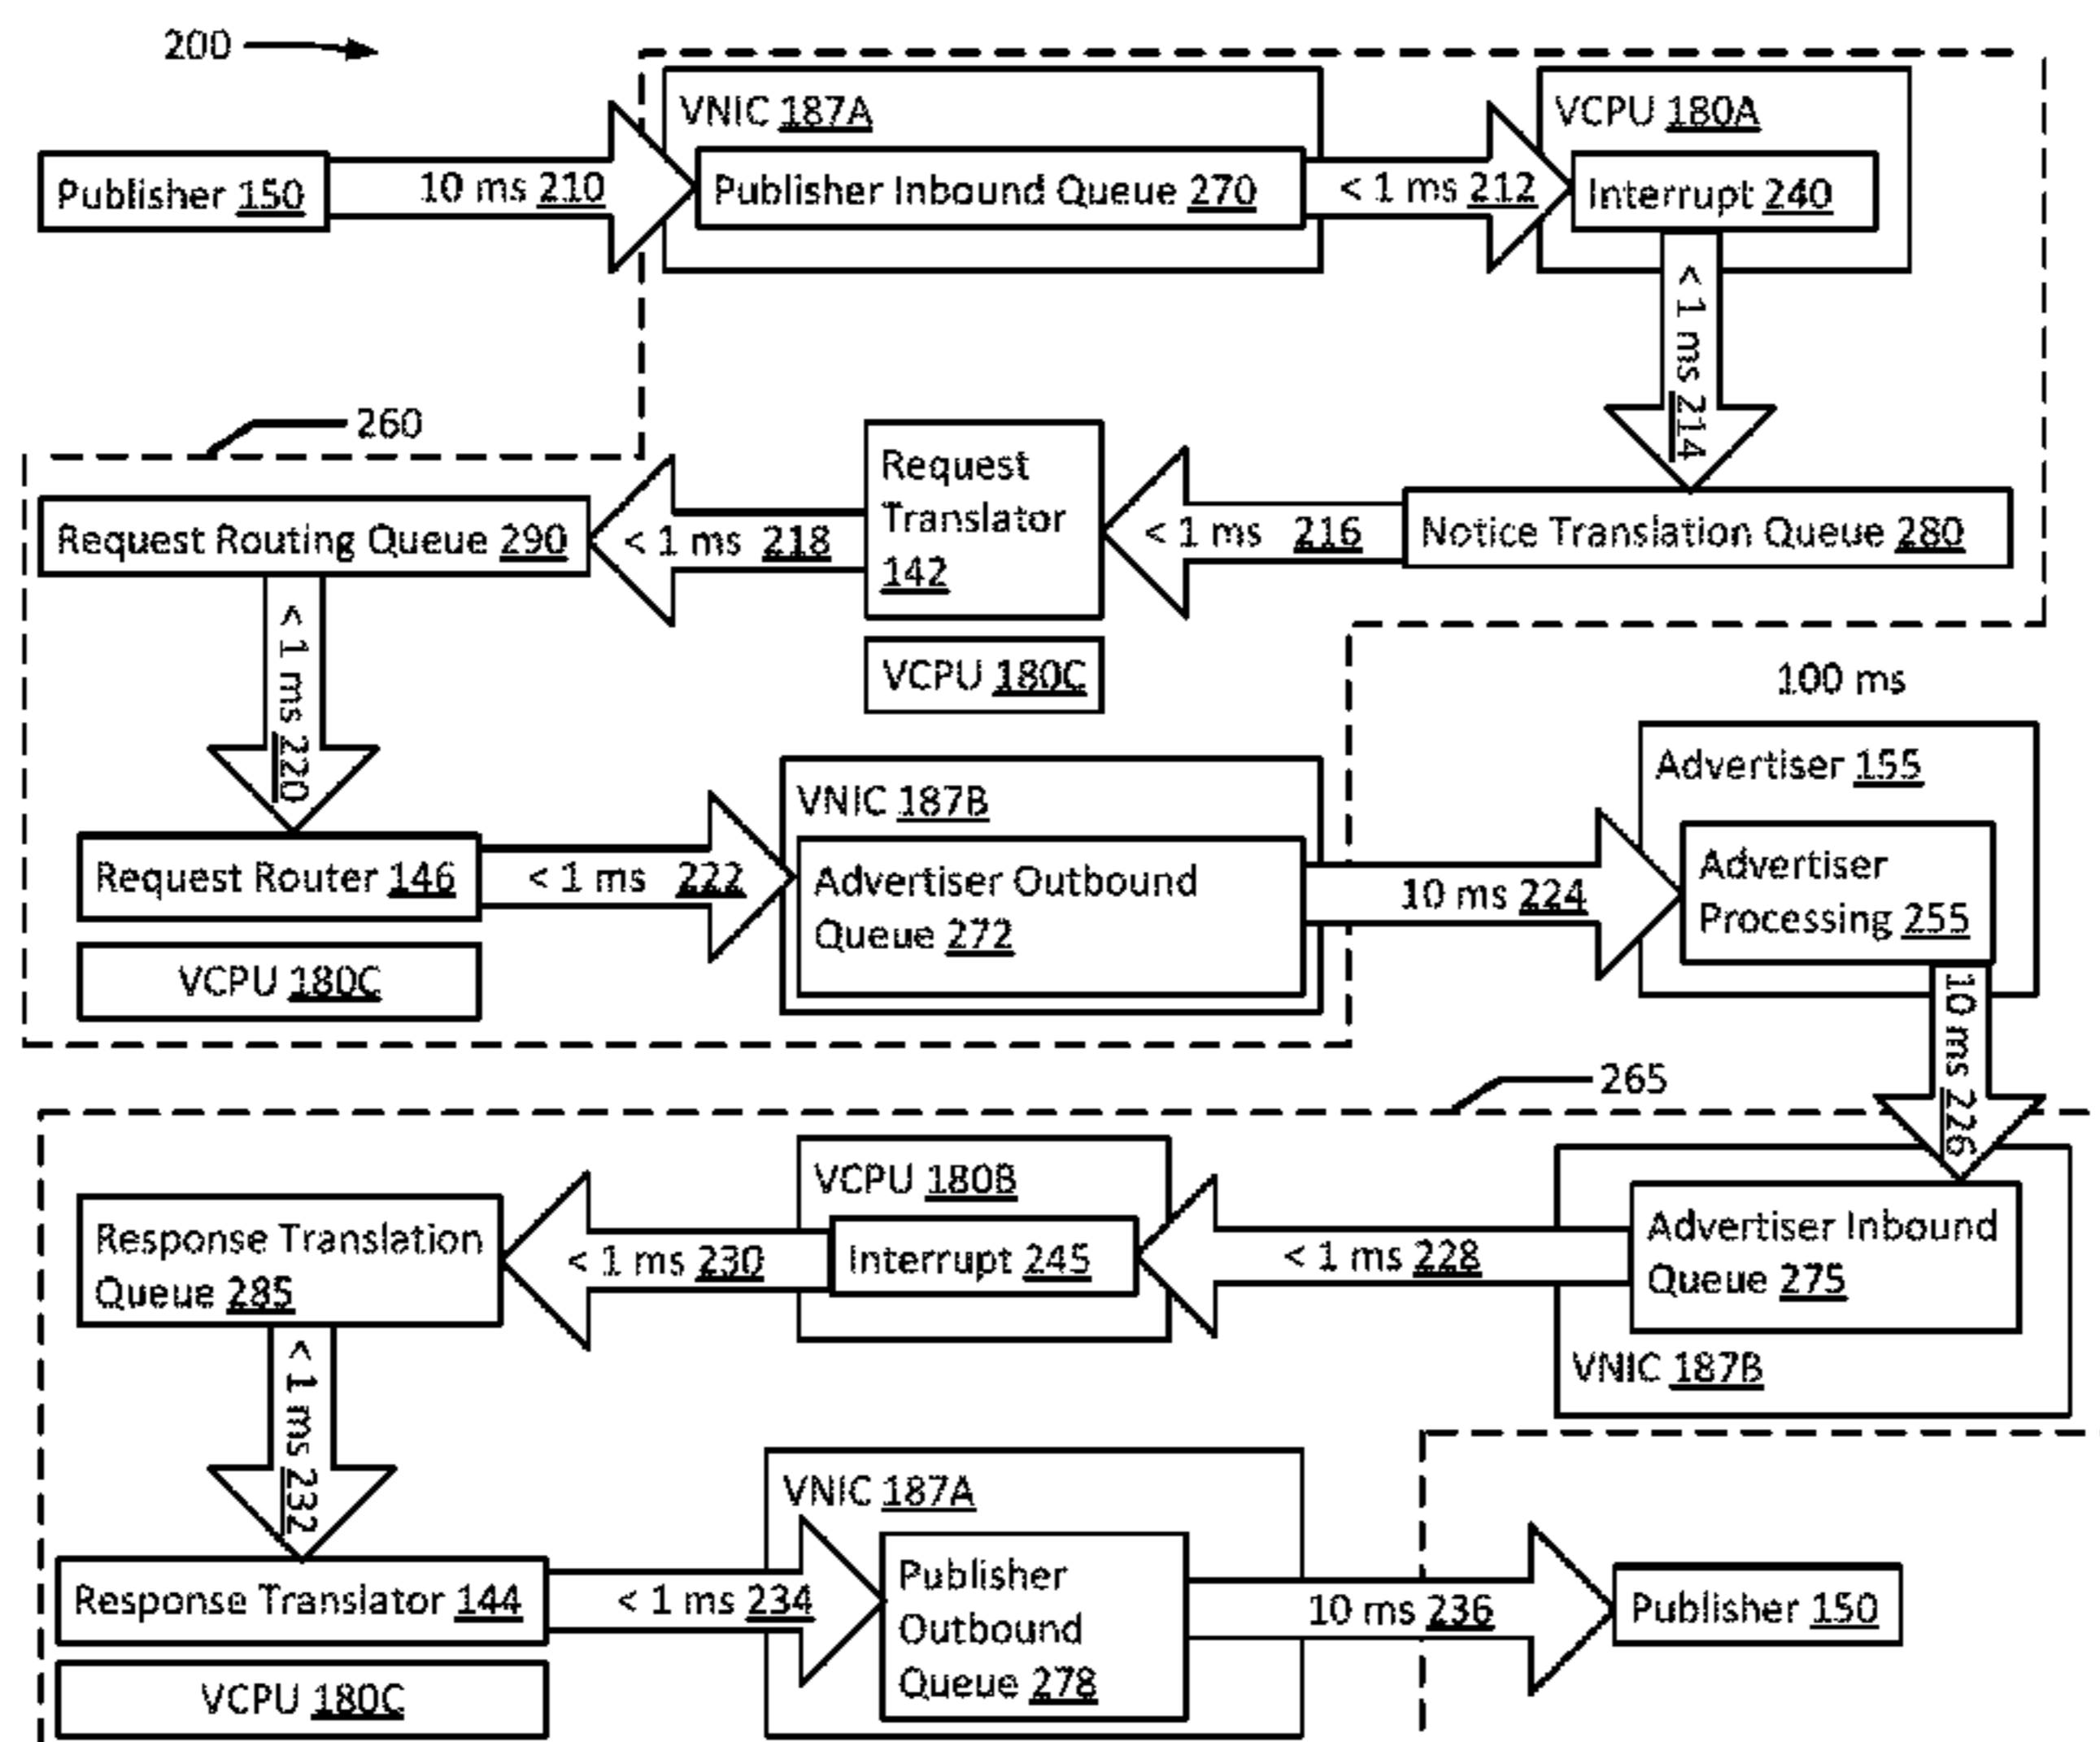 200
VNIC 187A
VCPU 180A
Publisher 150
10 ms 210
Publisher Inbound Queue 270
< 1 ms 212
Interrupt 240
< 1 ms 214
260
Request Routing Queue 290
< 1 ms 218
Request
Translator
142
< 1 ms 216
Notice Translation Queue 280
VCPU 180C
< 1 ms 220
100 ms
Request Router 146
< 1 ms 222
VNIC 187B
Advertiser Outbound
Queue 272
10 ms 224
Advertiser 155
Advertiser
Processing 255
VCPU 180C
10 ms 226
265
Response Translation
Queue 285
< 1 ms 230
VCPU 180B
Interrupt 245
< 1 ms 228
Advertiser Inbound
Queue 275
VNIC 187B
< 1 ms 232
Response Translator 144
< 1 ms 234
VNIC 187A
Publisher
Outbound
Queue 278
10 ms 236
Publisher 150
VCPU 180C